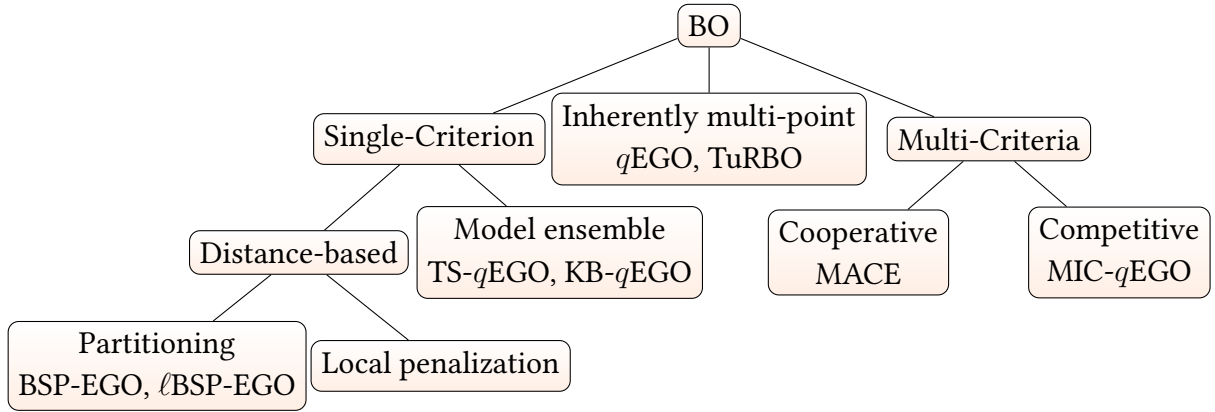 BO
Single-Criterion
Inherently multi-point
qEGO, TuRBO
Multi-Criteria
Distance-based
Model ensemble
TS-qEGO, KB-qEGO
Cooperative
MACE
Competitive
MIC-qEGO
Partitioning
BSP-EGO, ℓBSP-EGO
Local penalization